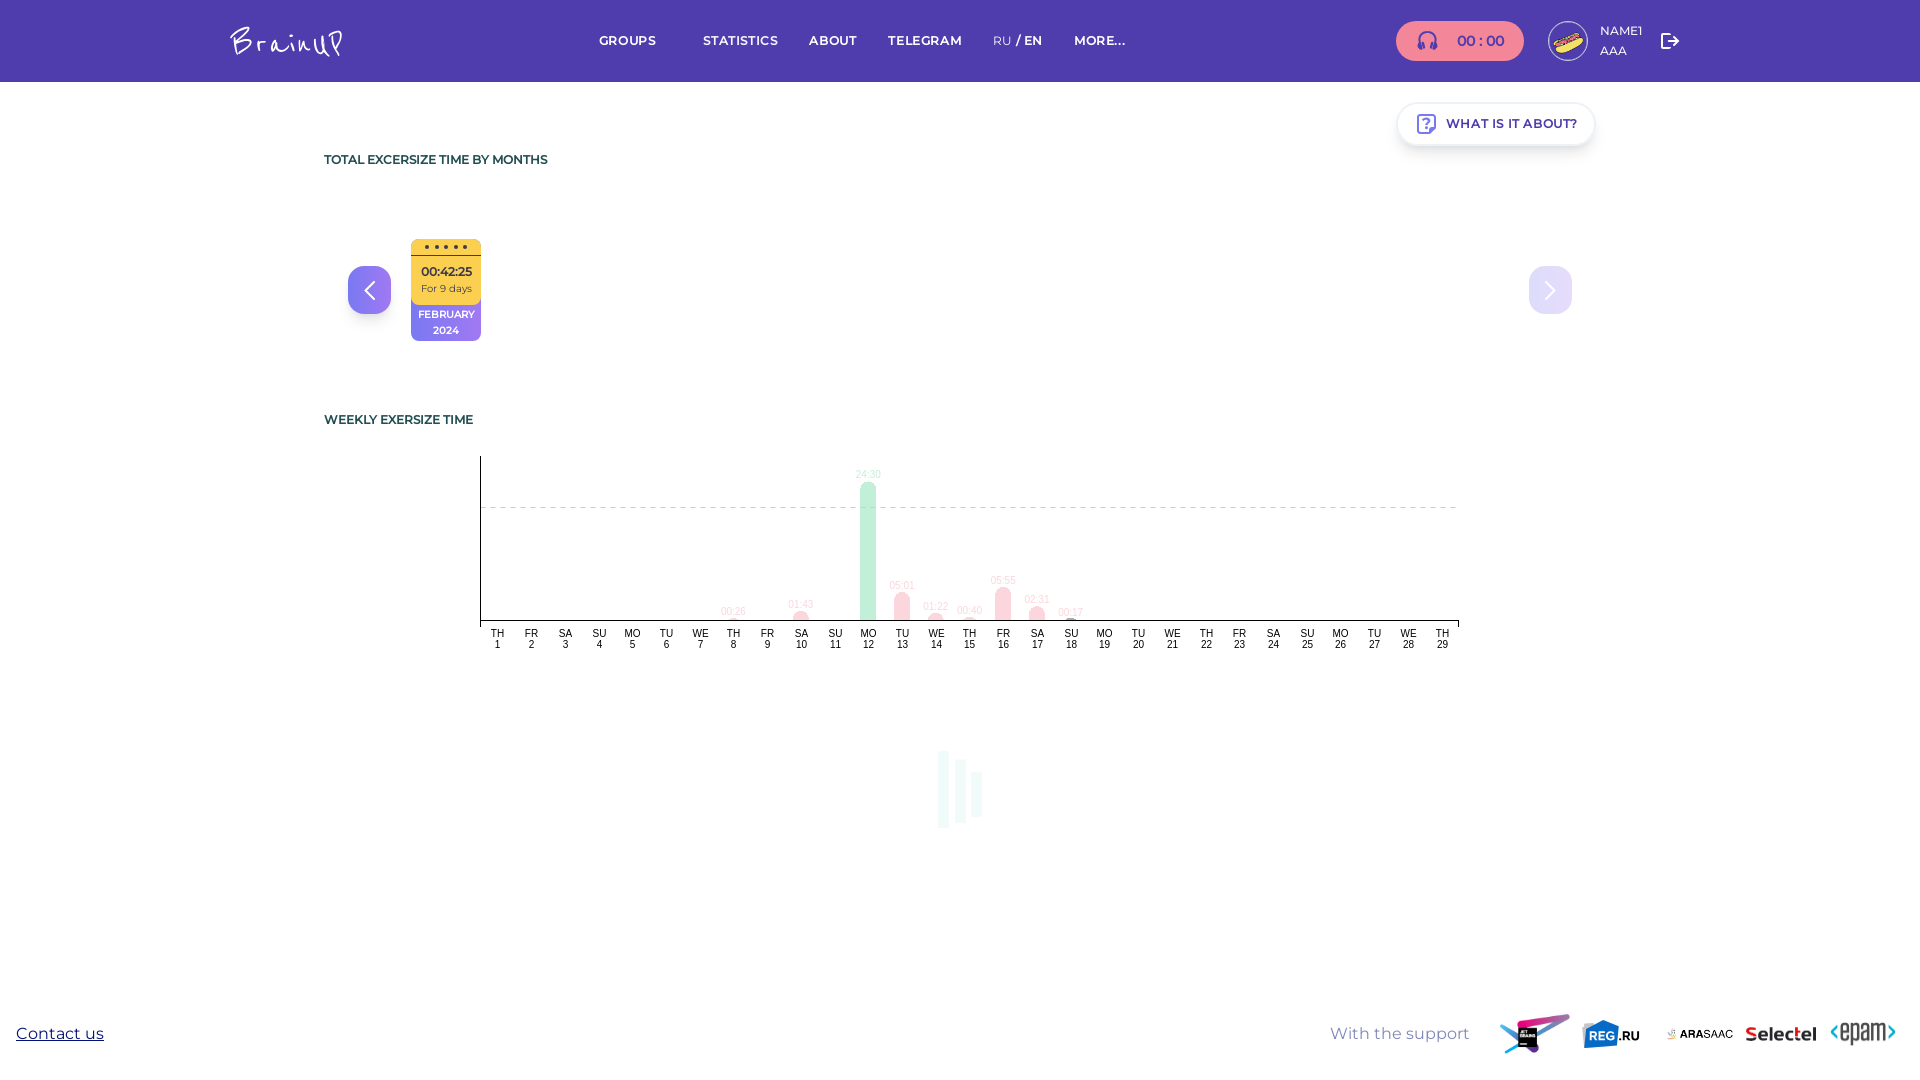 BrainUP
GROUPS STATISTICS ABOUT TELEGRAM RU / EN MORE...
00 : 00
NAME1
AAA
WHAT IS IT ABOUT?
TOTAL EXCERSIZE TIME BY MONTHS
00:42:25
For 9 days
FEBRUARY
2024
WEEKLY EXERSIZE TIME
24:30
05:55
05:01
02:31
01:43
01:22
00:40
00:26
00:17
TH FR SA SU MO TU WE TH FR SA SU MO TU WE TH FR SA SU MO TU WE TH FR SA SU MO TU WE TH
1 2 3 4 5 6 7 8 9 10 11 12 13 14 15 16 17 18 19 20 21 22 23 24 25 26 27 28 29
Contact us
With the support
JET
BRAINS
REG.RU
ARASAAC
Selectel
<epam>